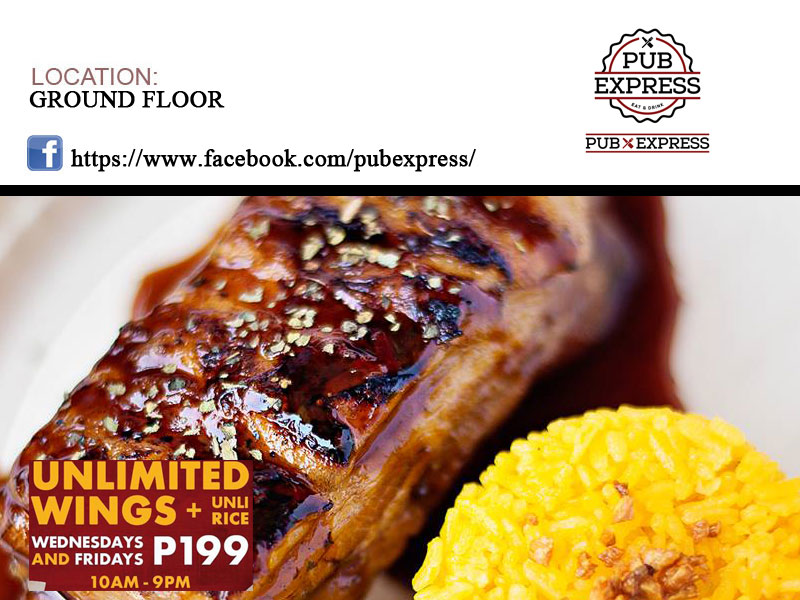 LOCATION:
GROUND FLOOR
https://www.facebook.com/pubexpress/
PUB
EXPRESS
EAT & DRINK
PUB EXPRESS
UNLIMITED
WINGS + UNLI RICE
WEDNESDAYS
AND FRIDAYS P199
10AM - 9PM